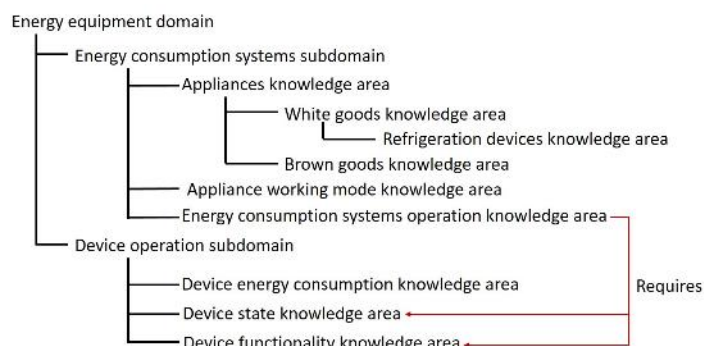 Energy equipment domain
Energy consumption systems subdomain
Appliances knowledge area
White goods knowledge area
Refrigeration devices knowledge area
Brown goods knowledge area
Appliance working mode knowledge area
Energy consumption systems operation knowledge area
Device operation subdomain
Device energy consumption knowledge area
Requires
Device state knowledge area
Device functionality knowledge area